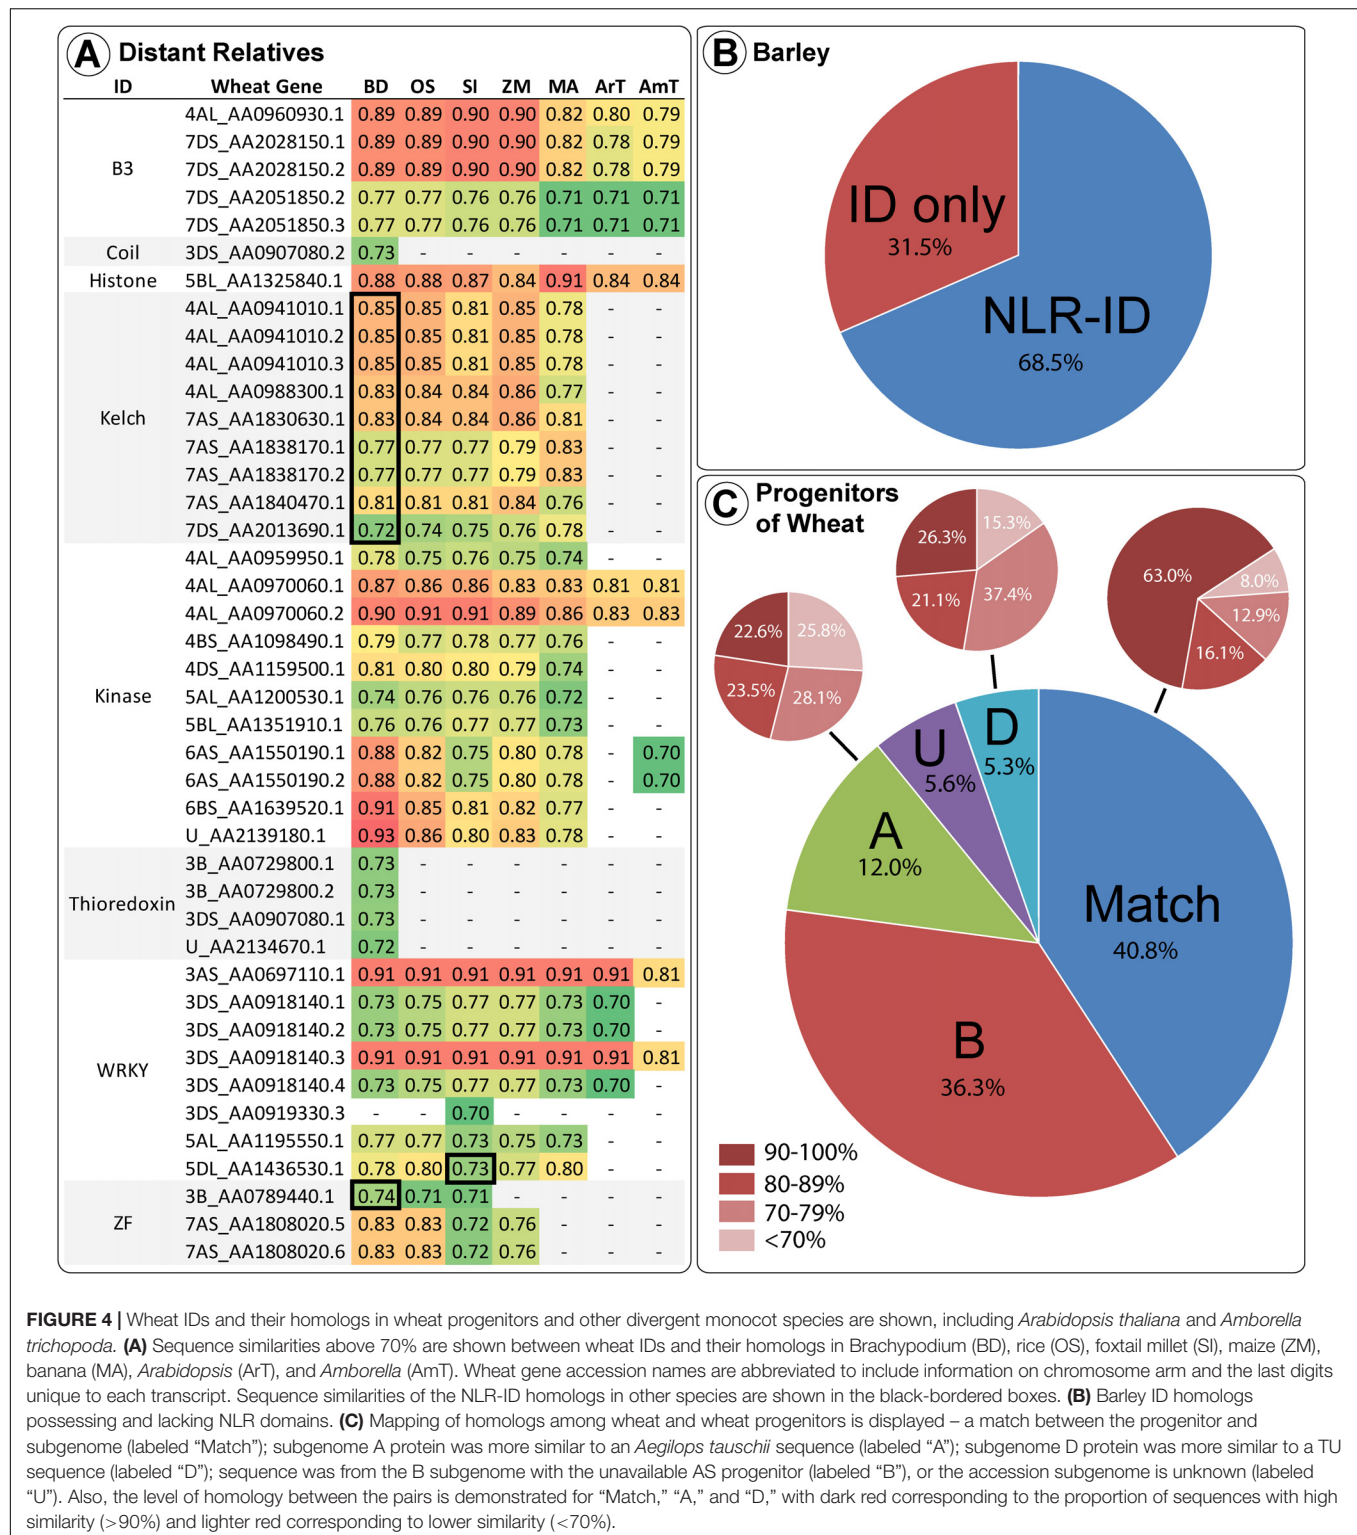 A Distant Relatives
ID Wheat Gene BD OS SI ZM MA ArT AmT
B3
4AL_AA0960930.1 0.89 0.89 0.90 0.90 0.82 0.80 0.79
7DS_AA2028150.1 0.89 0.89 0.90 0.90 0.82 0.78 0.79
7DS_AA2028150.2 0.89 0.89 0.90 0.90 0.82 0.78 0.79
7DS_AA2051850.2 0.77 0.77 0.76 0.76 0.71 0.71 0.71
7DS_AA2051850.3 0.77 0.77 0.76 0.76 0.71 0.71 0.71
Coil 3DS_AA0907080.2 0.73 - - - - - -
Histone 5BL_AA1325840.1 0.88 0.88 0.87 0.84 0.91 0.84 0.84
Kelch
4AL_AA0941010.1 0.85 0.85 0.81 0.85 0.78 - -
4AL_AA0941010.2 0.85 0.85 0.81 0.85 0.78 - -
4AL_AA0941010.3 0.85 0.85 0.81 0.85 0.78 - -
4AL_AA0988300.1 0.83 0.84 0.84 0.86 0.77 - -
7AS_AA1830630.1 0.83 0.84 0.84 0.86 0.81 - -
7AS_AA1838170.1 0.77 0.77 0.77 0.79 0.83 - -
7AS_AA1838170.2 0.77 0.77 0.77 0.79 0.83 - -
7AS_AA1840470.1 0.81 0.81 0.81 0.84 0.76 - -
7DS_AA2013690.1 0.72 0.74 0.75 0.76 0.78 - -
Kinase
4AL_AA0959950.1 0.78 0.75 0.76 0.75 0.74 - -
4AL_AA0970060.1 0.87 0.86 0.86 0.83 0.83 0.81 0.81
4AL_AA0970060.2 0.90 0.91 0.91 0.89 0.86 0.83 0.83
4BS_AA1098490.1 0.79 0.77 0.78 0.77 0.76 - -
4DS_AA1159500.1 0.81 0.80 0.80 0.79 0.74 - -
5AL_AA1200530.1 0.74 0.76 0.76 0.76 0.72 - -
5BL_AA1351910.1 0.76 0.76 0.77 0.77 0.73 - -
6AS_AA1550190.1 0.88 0.82 0.75 0.80 0.78 - 0.70
6AS_AA1550190.2 0.88 0.82 0.75 0.80 0.78 - 0.70
6BS_AA1639520.1 0.91 0.85 0.81 0.82 0.77 - -
U_AA2139180.1 0.93 0.86 0.80 0.83 0.78 - -
Thioredoxin
3B_AA0729800.1 0.73 - - - - - -
3B_AA0729800.2 0.73 - - - - - -
3DS_AA0907080.1 0.73 - - - - - -
U_AA2134670.1 0.72 - - - - - -
WRKY
3AS_AA0697110.1 0.91 0.91 0.91 0.91 0.91 0.91 0.81
3DS_AA0918140.1 0.73 0.75 0.77 0.77 0.73 0.70 -
3DS_AA0918140.2 0.73 0.75 0.77 0.77 0.73 0.70 -
3DS_AA0918140.3 0.91 0.91 0.91 0.91 0.91 0.91 0.81
3DS_AA0918140.4 0.73 0.75 0.77 0.77 0.73 0.70 -
3DS_AA0919330.3 - - 0.70 - - - -
5AL_AA1195550.1 0.77 0.77 0.73 0.75 0.73 - -
5DL_AA1436530.1 0.78 0.80 0.73 0.77 0.80 - -
ZF
3B_AA0789440.1 0.74 0.71 0.71 - - - -
7AS_AA1808020.5 0.83 0.83 0.72 0.76 - - -
7AS_AA1808020.6 0.83 0.83 0.72 0.76 - - -
B Barley
ID only
31.5%
NLR-ID
68.5%
C Progenitors
of Wheat
22.6% 25.8%
23.5% 28.1%
26.3% 15.3%
21.1% 37.4%
63.0% 8.0%
12.9%
16.1%
Match
40.8%
B
36.3%
A
12.0%
U
5.6%
D
5.3%
90-100%
80-89%
70-79%
<70%
FIGURE 4 | Wheat IDs and their homologs in wheat progenitors and other divergent monocot species are shown, including Arabidopsis thaliana and Amborella
trichopoda. (A) Sequence similarities above 70% are shown between wheat IDs and their homologs in Brachypodium (BD), rice (OS), foxtail millet (SI), maize (ZM),
banana (MA), Arabidopsis (ArT), and Amborella (AmT). Wheat gene accession names are abbreviated to include information on chromosome arm and the last digits
unique to each transcript. Sequence similarities of the NLR-ID homologs in other species are shown in the black-bordered boxes. (B) Barley ID homologs
possessing and lacking NLR domains. (C) Mapping of homologs among wheat and wheat progenitors is displayed – a match between the progenitor and
subgenome (labeled “Match”); subgenome A protein was more similar to an Aegilops tauschii sequence (labeled “A”); subgenome D protein was more similar to a TU
sequence (labeled “D”); sequence was from the B subgenome with the unavailable AS progenitor (labeled “B”), or the accession subgenome is unknown (labeled
“U”). Also, the level of homology between the pairs is demonstrated for “Match,” “A,” and “D,” with dark red corresponding to the proportion of sequences with high
similarity (>90%) and lighter red corresponding to lower similarity (<70%).